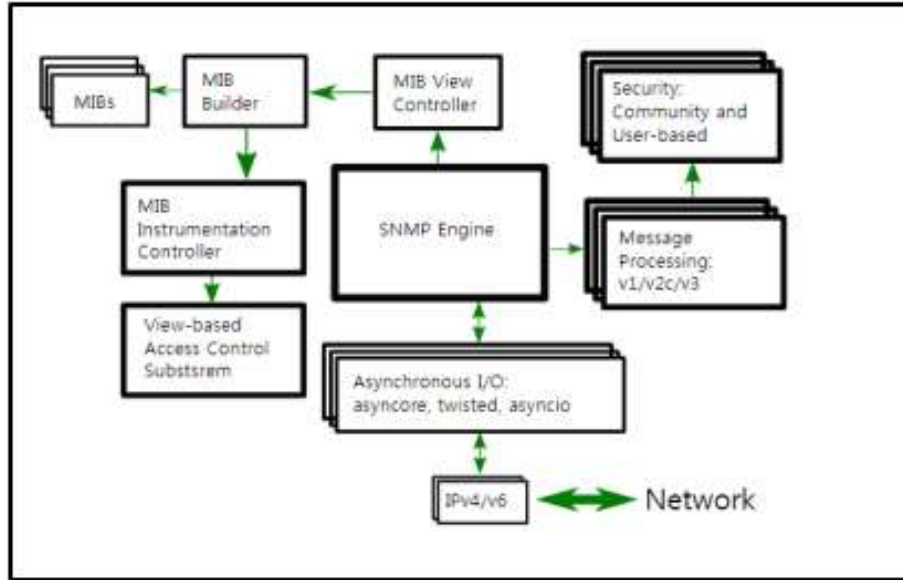 MIBs
MIB
Builder
MIB View
Controller
Security:
Community and
User-based
MIB
Instrumentation
Controller
SNMP Engine
Message
Processing:
v1/v2c/v3
View-based
Access Control
Substsrem
Asynchronous I/O:
asyncore, twisted, asyncio
IPv4/v6
Network